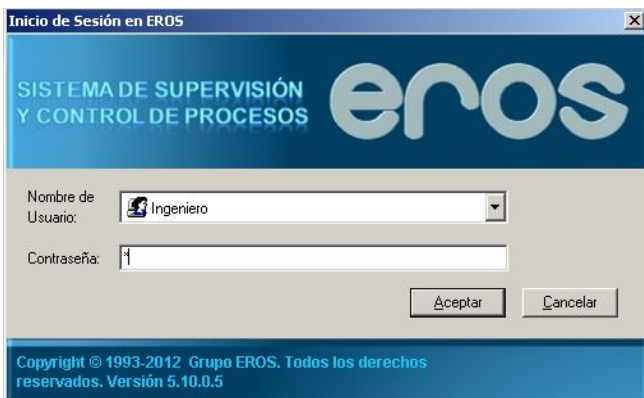 Inicio de Sesión en EROS
SISTEMA DE SUPERVISIÓN
Y CONTROL DE PROCESOS
eros
Nombre de
Usuario:
Ingeniero
Contraseña:
*
Aceptar
Cancelar
Copyright © 1993-2012 Grupo EROS. Todos los derechos
reservados. Versión 5.10.0.5